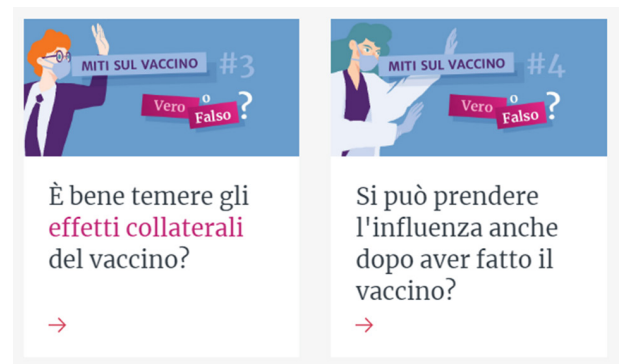 MITI SUL VACCINO #3
Vero o Falso ?
È bene temere gli
effetti collaterali
del vaccino?
MITI SUL VACCINO #4
Vero o Falso ?
Si può prendere
l'influenza anche
dopo aver fatto il
vaccino?